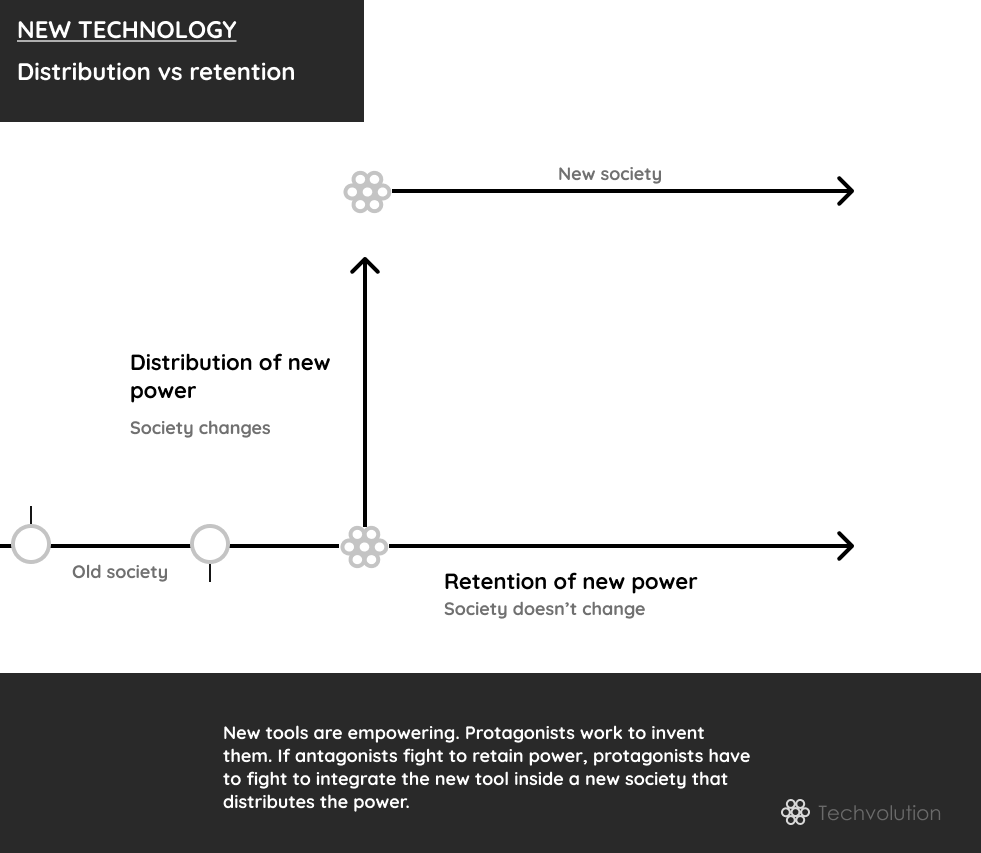 NEW TECHNOLOGY
Distribution vs retention
New society
Distribution of new
power
Society changes
Old society
Retention of new power
Society doesn’t change
New tools are empowering. Protagonists work to invent
them. If antagonists fight to retain power, protagonists have
to fight to integrate the new tool inside a new society that
distributes the power.
Techvolution